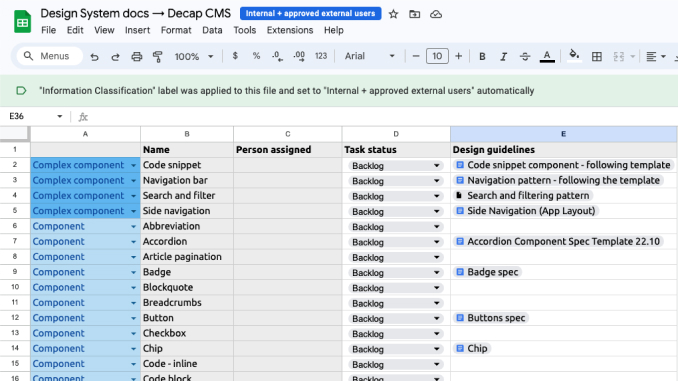 Design System docs → Decap CMS Internal + approved external users
File Edit View Insert Format Data Tools Extensions Help
Menus 100% $ % .0 .00 123 Arial 10 B I S A
"Information Classification" label was applied to this file and set to "Internal + approved external users" automatically
E36 fx
A B C D E
1 Name Person assigned Task status Design guidelines
2 Complex component Code snippet Backlog Code snippet component - following template
3 Complex component Navigation bar Backlog Navigation pattern - following the template
4 Complex component Search and filter Backlog Search and filtering pattern
5 Complex component Side navigation Backlog Side Navigation (App Layout)
6 Component Abbreviation Backlog
7 Component Accordion Backlog Accordion Component Spec Template 22.10
8 Component Article pagination Backlog
9 Component Badge Backlog Badge spec
10 Component Blockquote Backlog
11 Component Breadcrumbs Backlog
12 Component Button Backlog Buttons spec
13 Component Checkbox Backlog
14 Component Chip Backlog Chip
15 Component Code - inline Backlog
16 Component Code block Backlog